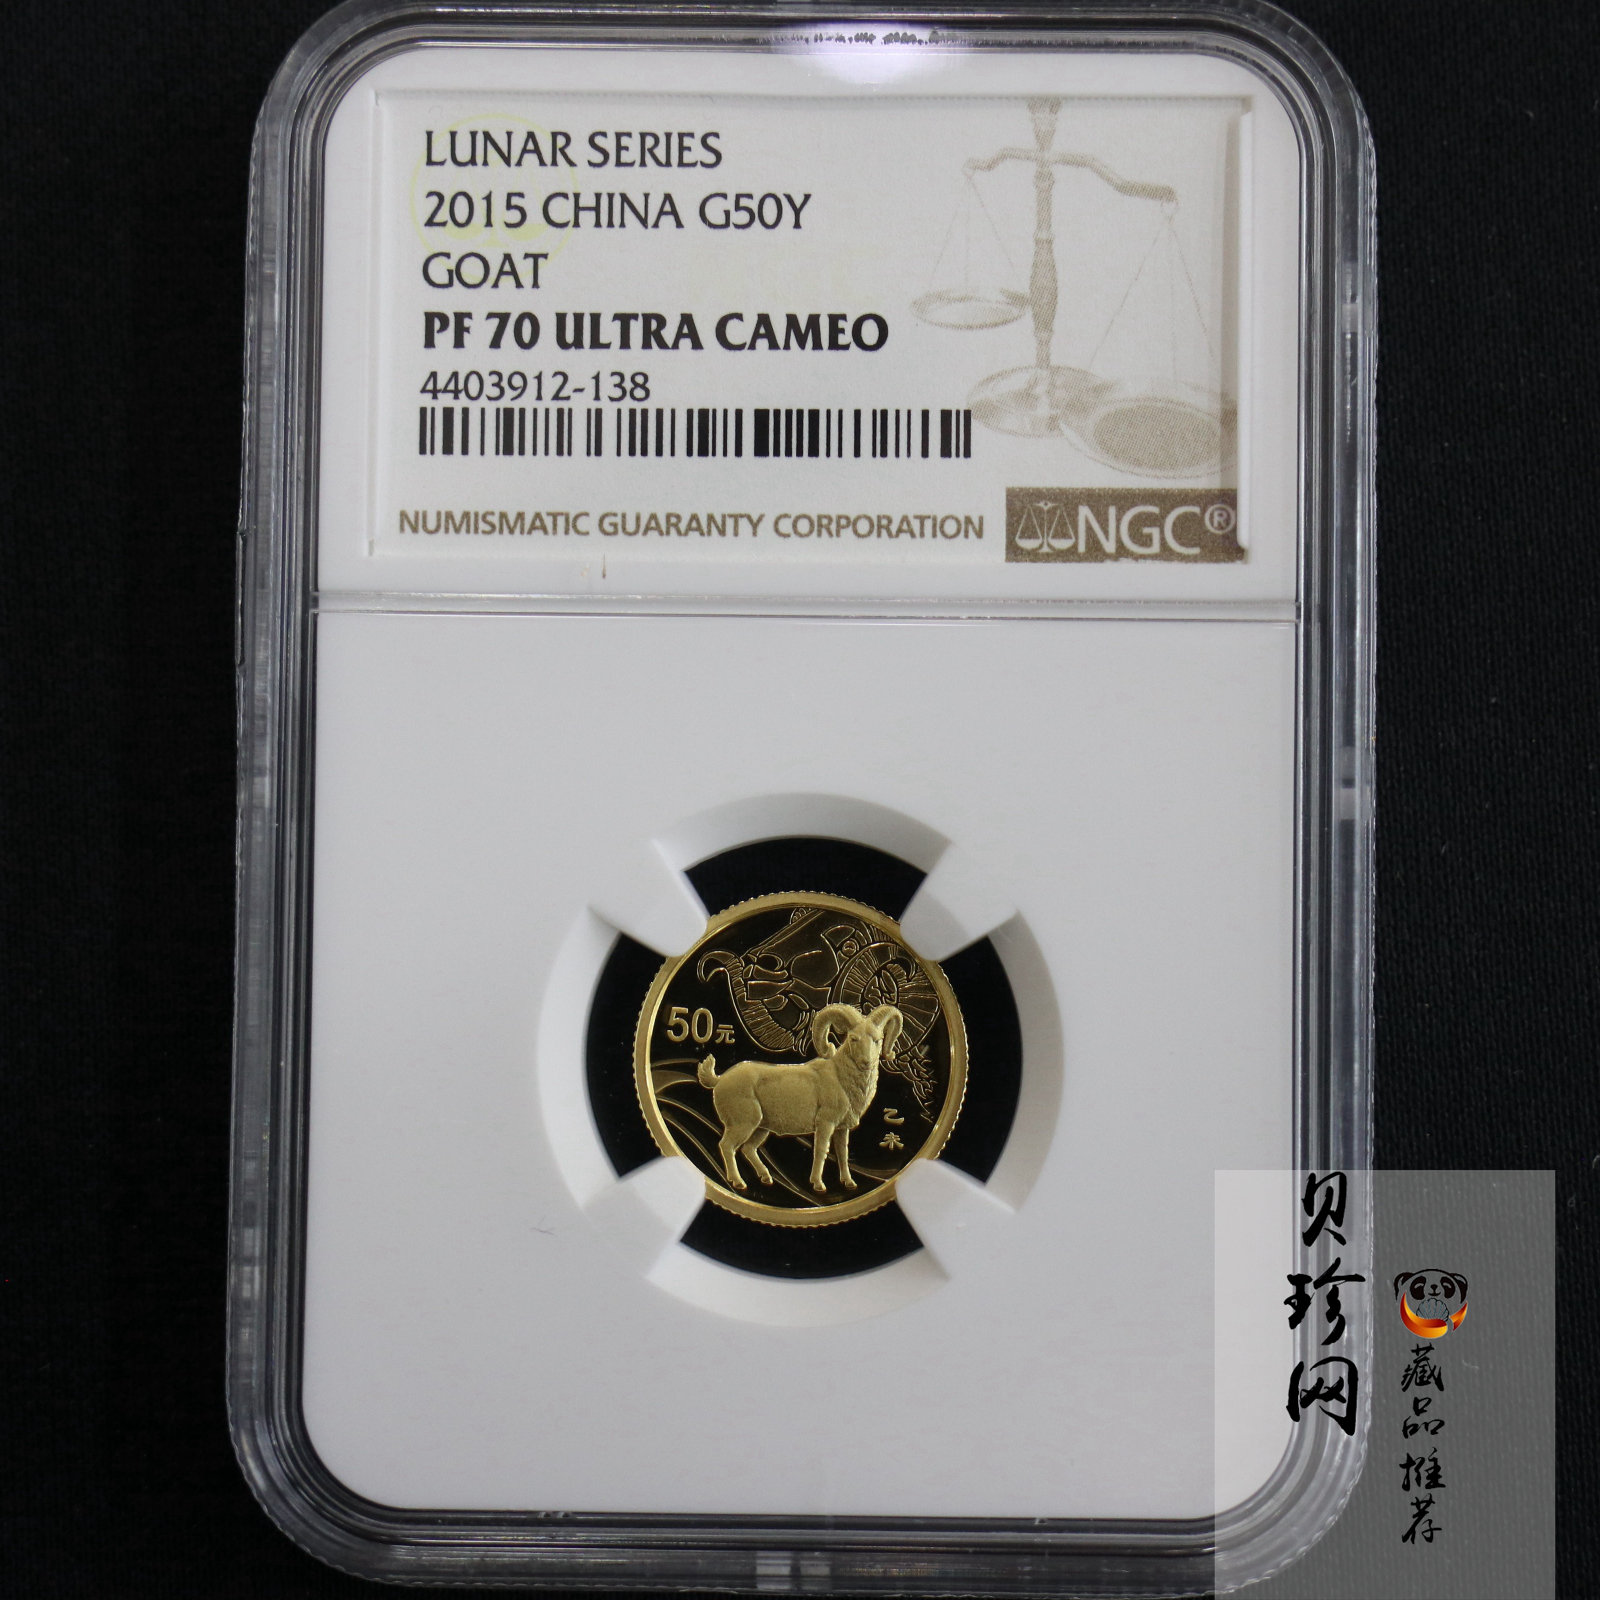 LUNAR SERIES
2015 CHINA G50Y
GOAT
PF 70 ULTRA CAMEO
4403912-138
NUMISMATIC GUARANTY CORPORATION
NGC®
50元
乙
未
贝珍网
藏品推荐